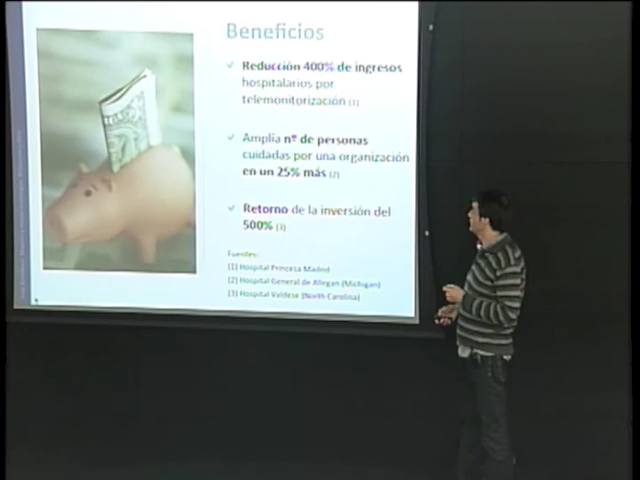 Beneficios
✓ Reducción 400% de ingresos
hospitalarios por
telemonitorización (1)
✓ Amplía nº de personas
cuidadas por una organización
en un 25% más (2)
✓ Retorno de la inversión del
500% (3)
Fuentes:
(1) Hospital Princesa Madrid
(2) Hospital General de Allegan (Michigan)
(3) Hospital Valdese (North Carolina)